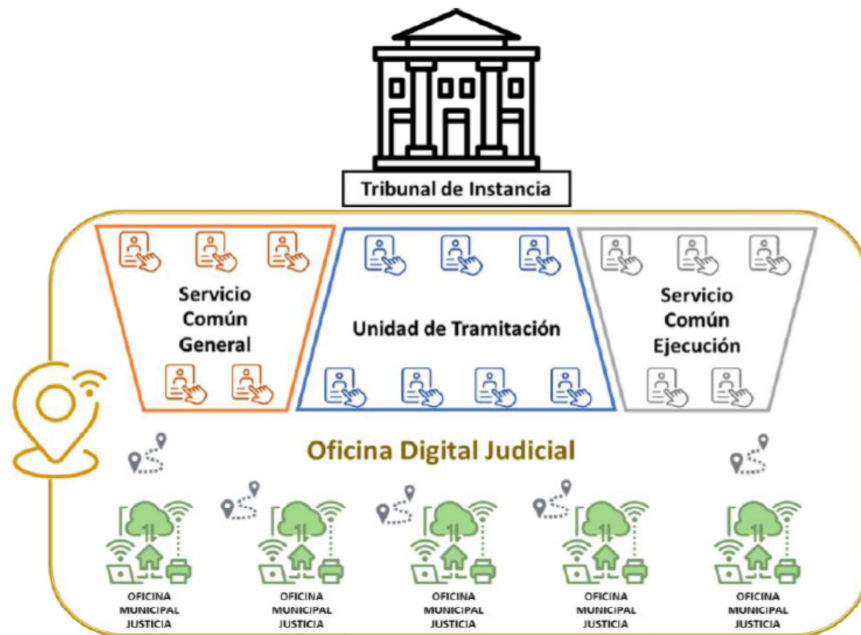 Tribunal de Instancia
Servicio
Común
General
Unidad de Tramitación
Servicio
Común
Ejecución
Oficina Digital Judicial
OFICINA
MUNICIPAL
JUSTICIA
OFICINA
MUNICIPAL
JUSTICIA
OFICINA
MUNICIPAL
JUSTICIA
OFICINA
MUNICIPAL
JUSTICIA
OFICINA
MUNICIPAL
JUSTICIA